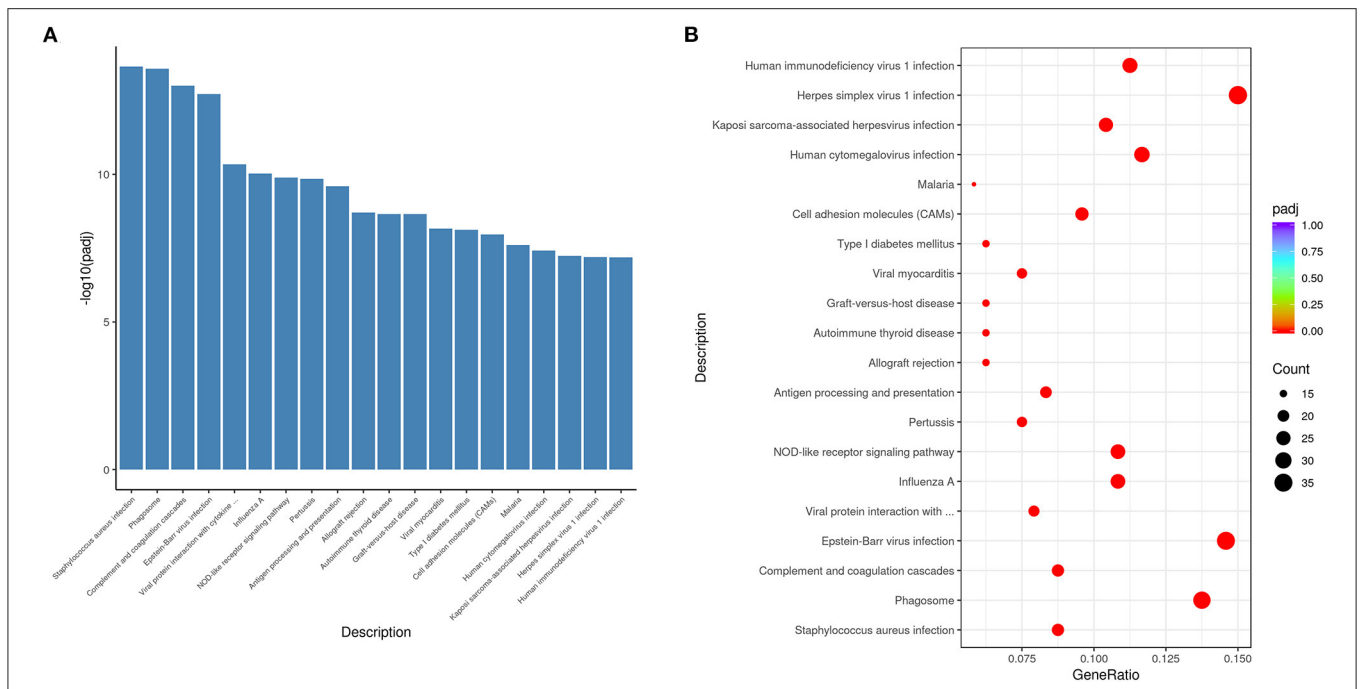 A
-log10(padj)
10
5
0
Staphylococcus aureus infection
Phagosome
Complement and coagulation cascades
Epstein-Barr virus infection
Viral protein interaction with cytokine ...
Influenza A
NOD-like receptor signaling pathway
Pertussis
Antigen processing and presentation
Allograft rejection
Autoimmune thyroid disease
Graft-versus-host disease
Viral myocarditis
Type I diabetes mellitus
Cell adhesion molecules (CAMs)
Malaria
Human cytomegalovirus infection
Kaposi sarcoma-associated herpesvirus infection
Herpes simplex virus 1 infection
Human immunodeficiency virus 1 infection
Description
B
Description
Human immunodeficiency virus 1 infection
Herpes simplex virus 1 infection
Kaposi sarcoma-associated herpesvirus infection
Human cytomegalovirus infection
Malaria
Cell adhesion molecules (CAMs)
Type I diabetes mellitus
Viral myocarditis
Graft-versus-host disease
Autoimmune thyroid disease
Allograft rejection
Antigen processing and presentation
Pertussis
NOD-like receptor signaling pathway
Influenza A
Viral protein interaction with ...
Epstein-Barr virus infection
Complement and coagulation cascades
Phagosome
Staphylococcus aureus infection
0.075 0.100 0.125 0.150
GeneRatio
padj
1.00
0.75
0.50
0.25
0.00
Count
15
20
25
30
35